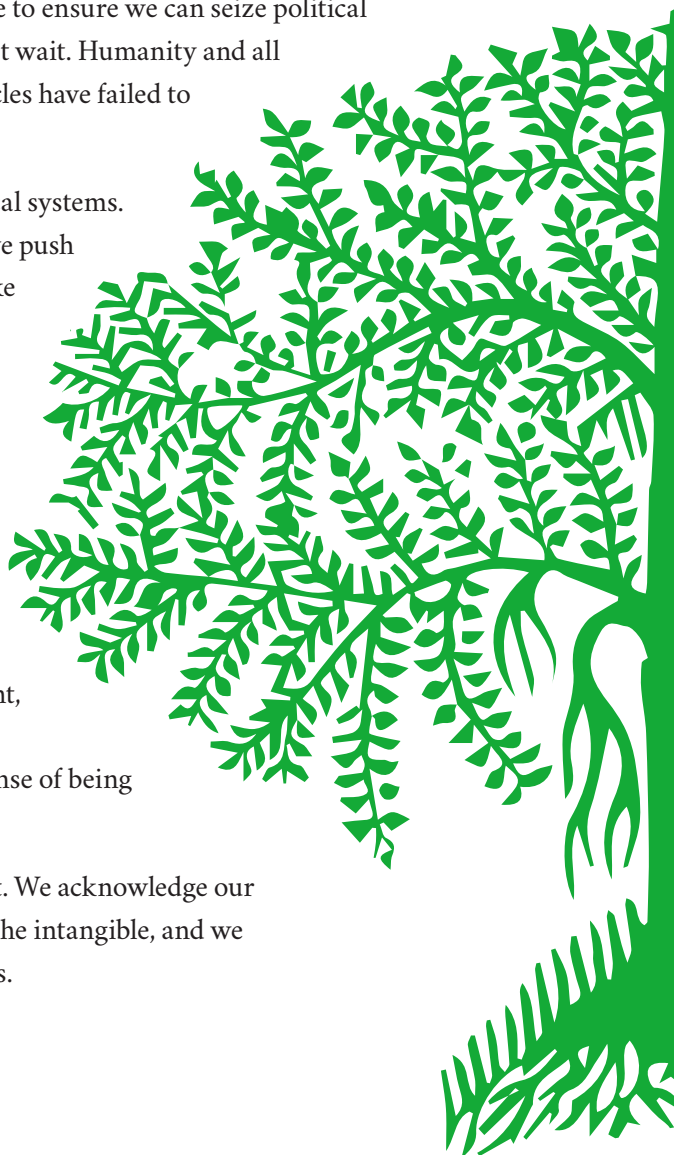 e to ensure we can seize political
t wait. Humanity and all
cles have failed to
al systems.
e push
ke
nt,
nse of being
t. We acknowledge our
he intangible, and we
s.